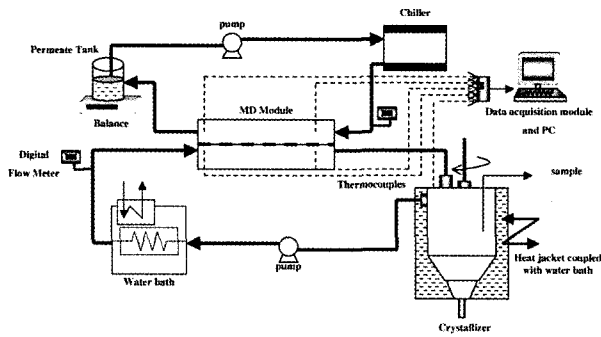 Chiller
pump
Permeate Tank
MD Module
Balance
Data acquisition module
and PC
Digital
Flow Meter
Thermocouples
sample
pump
Water bath
Heat jacket coupled
with water bath
Crystallizer